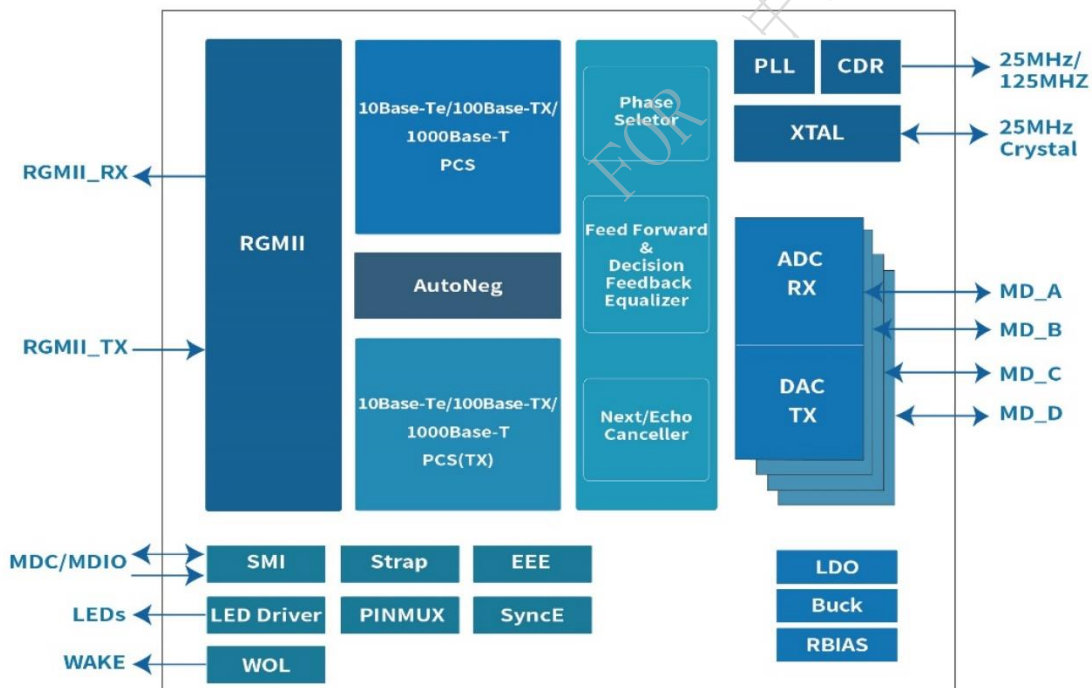 RGMII_RX
RGMII_TX
MDC/MDIO
LEDs
WAKE
RGMII
10Base-Te/100Base-TX/
1000Base-T
PCS
AutoNeg
10Base-Te/100Base-TX/
1000Base-T
PCS(TX)
Phase
Seletor
Feed Forward
&
Decision
Feedback
Equalizer
Next/Echo
Canceller
FOR
PLL
CDR
XTAL
25MHz/
125MHZ
25MHz
Crystal
ADC
RX
DAC
TX
MD_A
MD_B
MD_C
MD_D
SMI
Strap
EEE
LED Driver
PINMUX
SyncE
WOL
LDO
Buck
RBIAS